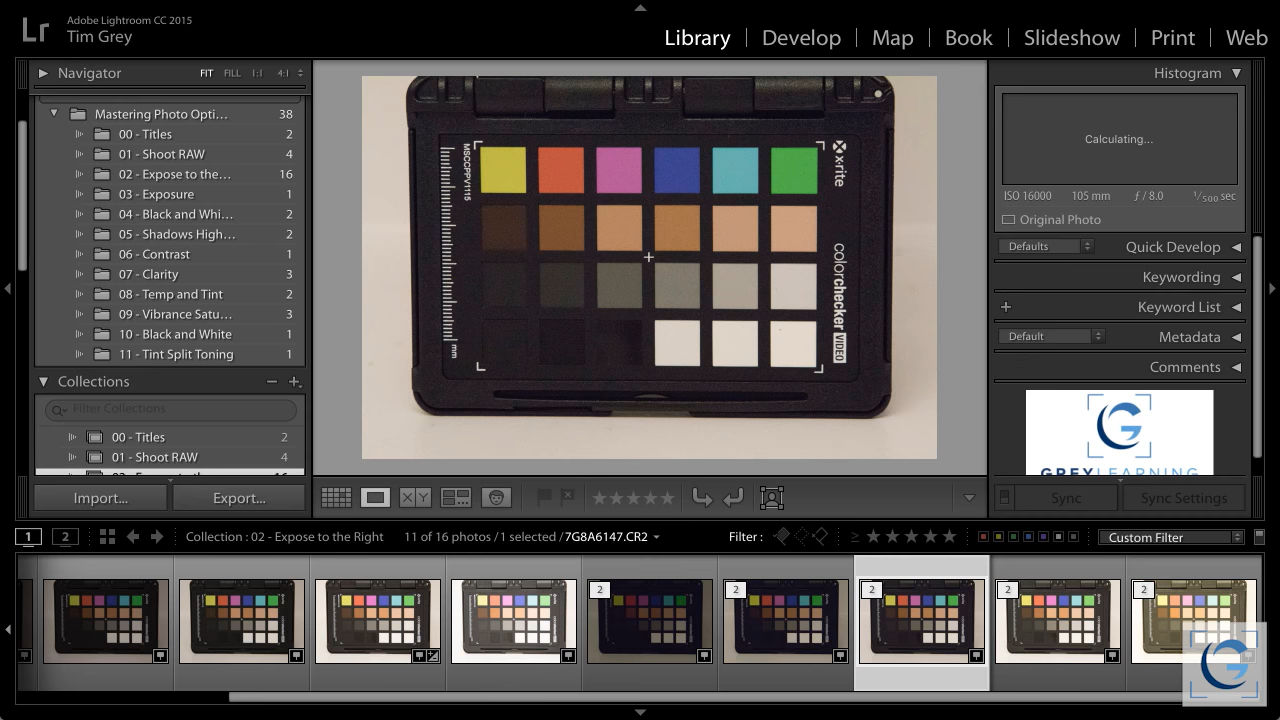 Adobe Lightroom CC 2015
Tim Grey
Library | Develop | Map | Book | Slideshow | Print | Web
Navigator FIT FILL 1:1 4:1
Mastering Photo Opti... 38
00 - Titles 2
01 - Shoot RAW 4
02 - Expose to the... 16
03 - Exposure 1
04 - Black and Whi... 2
05 - Shadows High... 2
06 - Contrast 1
07 - Clarity 3
08 - Temp and Tint 2
09 - Vibrance Satu... 3
10 - Black and White 1
11 - Tint Split Toning 1
Collections
Filter Collections
00 - Titles 2
01 - Shoot RAW 4
Import... Export...
MSCCPPV1115
mm
x-rite
colorchecker VIDEO
Histogram
Calculating...
ISO 16000 105 mm ƒ / 8.0 1/500 sec
Original Photo
Defaults Quick Develop
Keywording
Keyword List
Default Metadata
Comments
GREYLEARNING
Sync Sync Settings
X Y
1 2 Collection : 02 - Expose to the Right 11 of 16 photos / 1 selected / 7G8A6147.CR2 Filter : Custom Filter
2 2 2 2 2